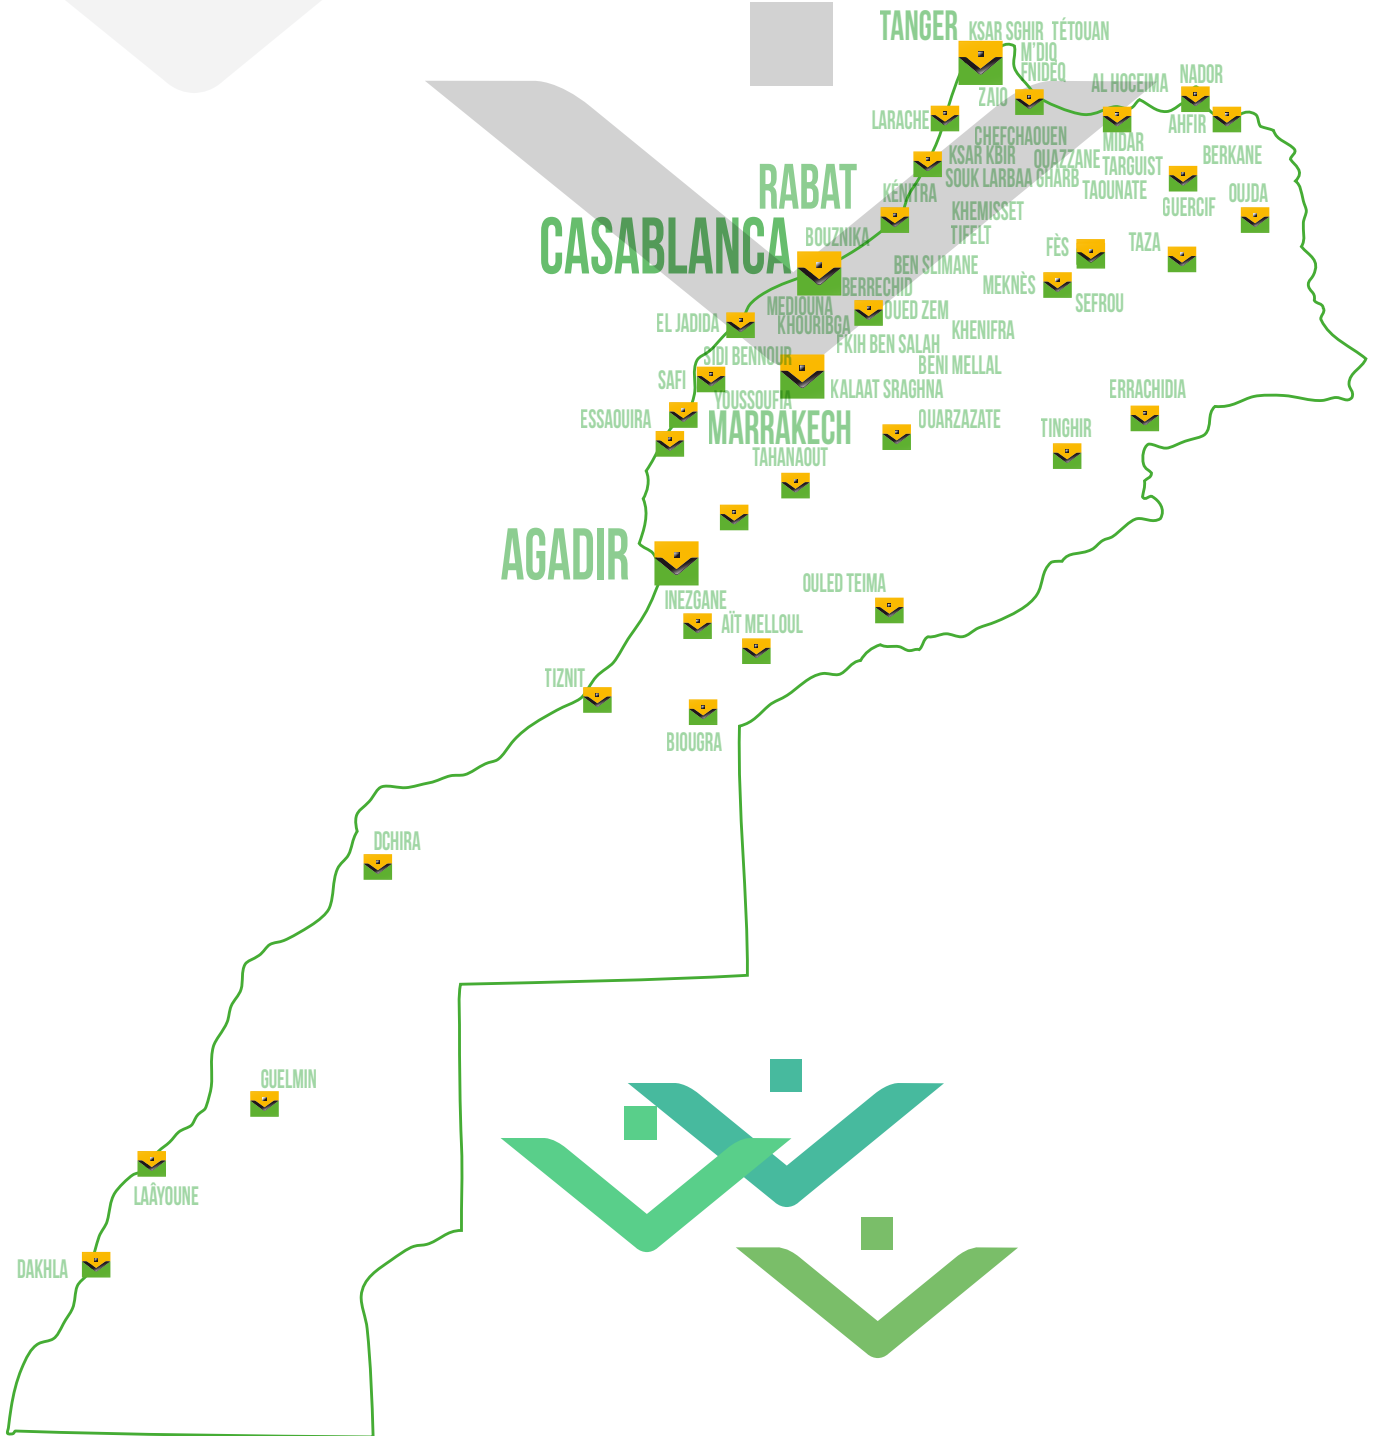 TANGER
KSAR SGHIR
TÉTOUAN
M'DIQ
FNIDEQ
NADOR
AL HOCEIMA
ZAIO
LARACHE
AHFIR
CHEFCHAOUEN
MIDAR
KSAR KBIR
OUAZZANE
TARGUIST
BERKANE
RABAT
SOUK LARBAA GHARB
TAOUNATE
KÉNITRA
GUERCIF
OUJDA
KHEMISSET
TIFELT
CASABLANCA
BOUZNIKA
FÈS
TAZA
BEN SLIMANE
BERRECHID
MEKNÈS
SEFROU
MEDIOUNA
OUED ZEM
EL JADIDA
KHOURIBGA
KHENIFRA
FKIH BEN SALAH
SIDI BENNOUR
BENI MELLAL
SAFI
KALAAT SRAGHNA
ERRACHIDIA
YOUSSOUFIA
ESSAOUIRA
MARRAKECH
OUARZAZATE
TINGHIR
TAHANAOUT
AGADIR
OULED TEIMA
INEZGANE
AÏT MELLOUL
TIZNIT
BIOUGRA
DCHIRA
GUELMIN
LAÂYOUNE
DAKHLA